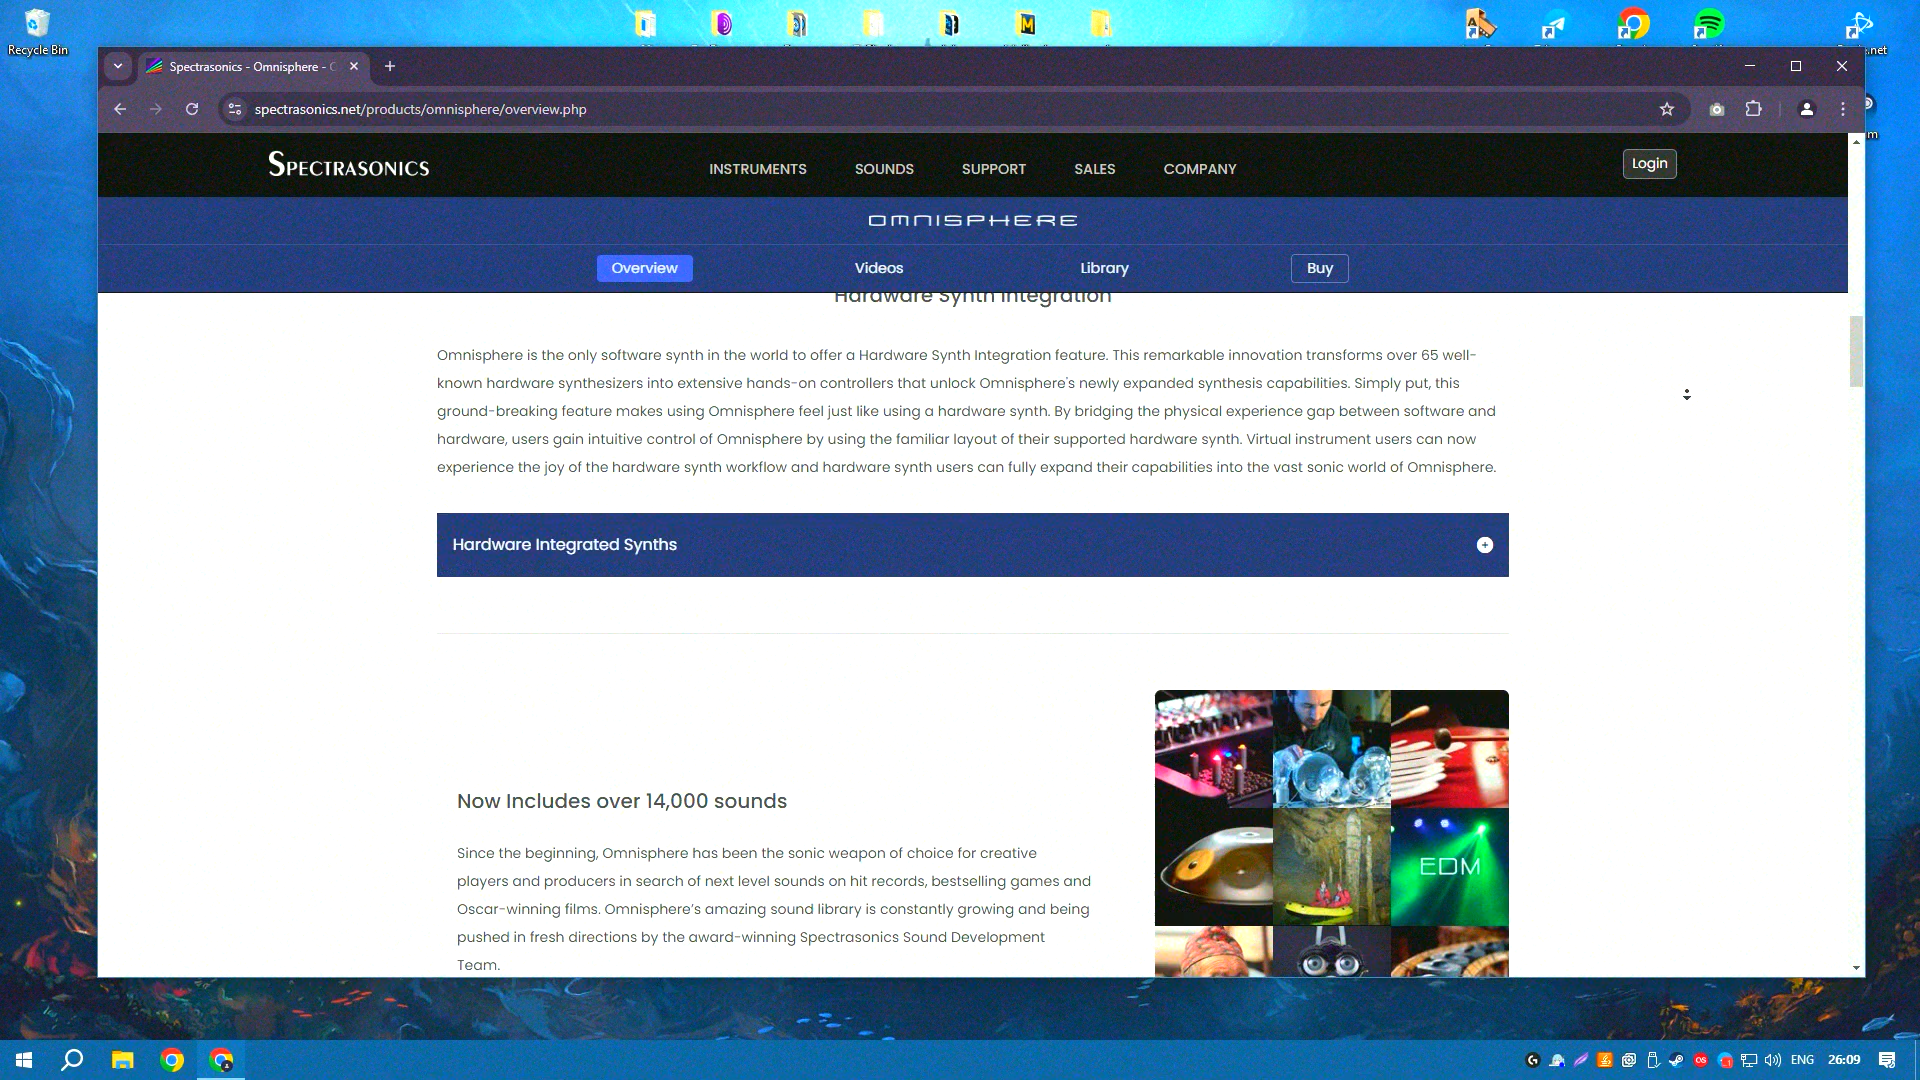 Recycle Bin
Spectrasonics - Omnisphere -
spectrasonics.net/products/omnisphere/overview.php
SPECTRASONICS
INSTRUMENTS
SOUNDS
SUPPORT
SALES
COMPANY
Login
OMNISPHERE
Overview
Videos
Library
Buy
Hardware Synth Integration
Omnisphere is the only software synth in the world to offer a Hardware Synth Integration feature. This remarkable innovation transforms over 65 well-
known hardware synthesizers into extensive hands-on controllers that unlock Omnisphere's newly expanded synthesis capabilities. Simply put, this
ground-breaking feature makes using Omnisphere feel just like using a hardware synth. By bridging the physical experience gap between software and
hardware, users gain intuitive control of Omnisphere by using the familiar layout of their supported hardware synth. Virtual instrument users can now
experience the joy of the hardware synth workflow and hardware synth users can fully expand their capabilities into the vast sonic world of Omnisphere.
Hardware Integrated Synths
Now Includes over 14,000 sounds
Since the beginning, Omnisphere has been the sonic weapon of choice for creative
players and producers in search of next level sounds on hit records, bestselling games and
Oscar-winning films. Omnisphere’s amazing sound library is constantly growing and being
pushed in fresh directions by the award-winning Spectrasonics Sound Development
Team.
EDM
ENG
26:09